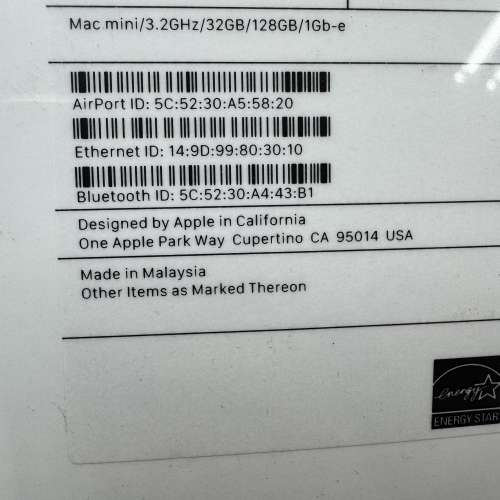 Mac mini/3.2GHz/32GB/128GB/1Gb-e
AirPort ID: 5C:52:30:A5:58:20
Ethernet ID: 14:9D:99:80:30:10
Bluetooth ID: 5C:52:30:A4:43:B1
Designed by Apple in California
One Apple Park Way Cupertino CA 95014 USA
Made in Malaysia
Other Items as Marked Thereon
energy
ENERGY STAR